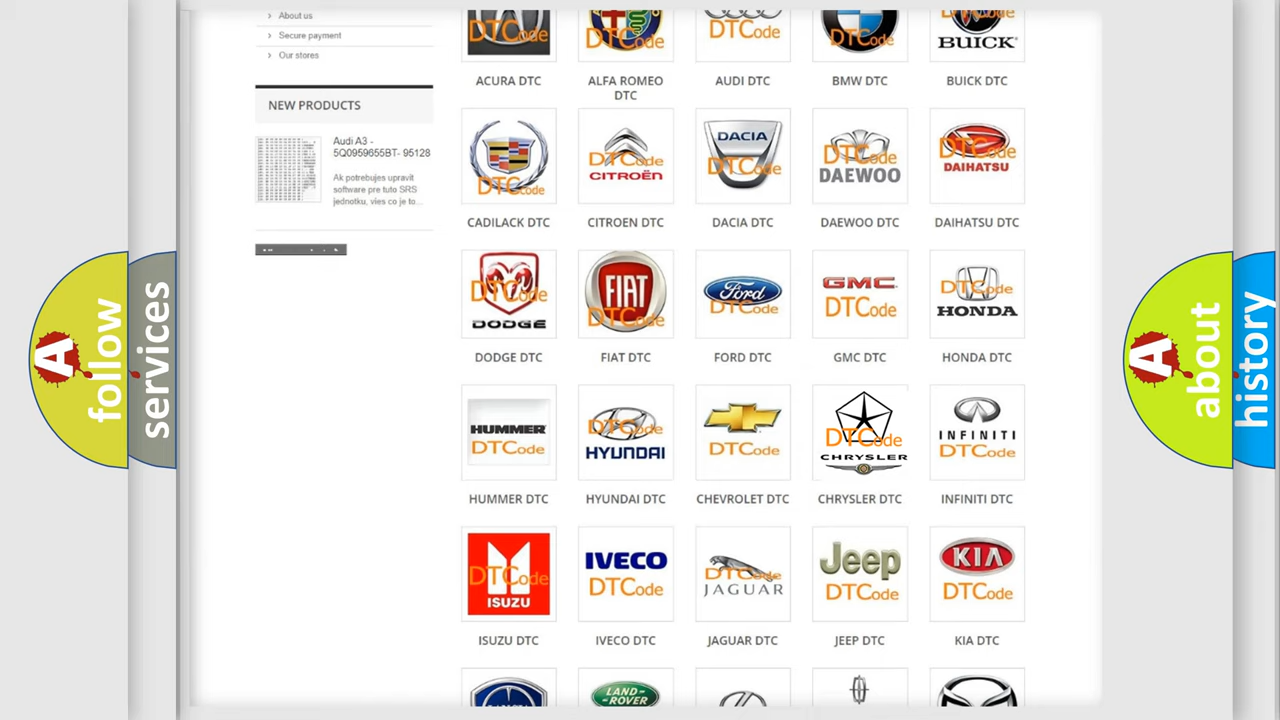 About us
Secure payment
Our stores
NEW PRODUCTS
Audi A3 -
5Q0959655BT- 95128
Ak potrebujes upravit
software pre tuto SRS
jednotku, vies co je to...
DTCode
DTCode
DTCode
DTCode
BUICK
ACURA DTC
ALFA ROMEO
DTC
AUDI DTC
BMW DTC
BUICK DTC
DTCode
DTCode
CITROËN
DACIA
DTCode
DTCode
DAEWOO
DTCode
DAIHATSU
CADILACK DTC
CITROEN DTC
DACIA DTC
DAEWOO DTC
DAIHATSU DTC
DTCode
DODGE
FIAT
DTCode
Ford
DTCode
GMC
DTCode
DTCode
HONDA
DODGE DTC
FIAT DTC
FORD DTC
GMC DTC
HONDA DTC
HUMMER
DTCode
DTCode
HYUNDAI
DTCode
DTCode
CHRYSLER
INFINITI
DTCode
HUMMER DTC
HYUNDAI DTC
CHEVROLET DTC
CHRYSLER DTC
INFINITI DTC
DTCode
ISUZU
IVECO
DTCode
DTCode
JAGUAR
Jeep
DTCode
KIA
DTCode
ISUZU DTC
IVECO DTC
JAGUAR DTC
JEEP DTC
KIA DTC
LAND-
ROVER
A
follow
services
A
about
history